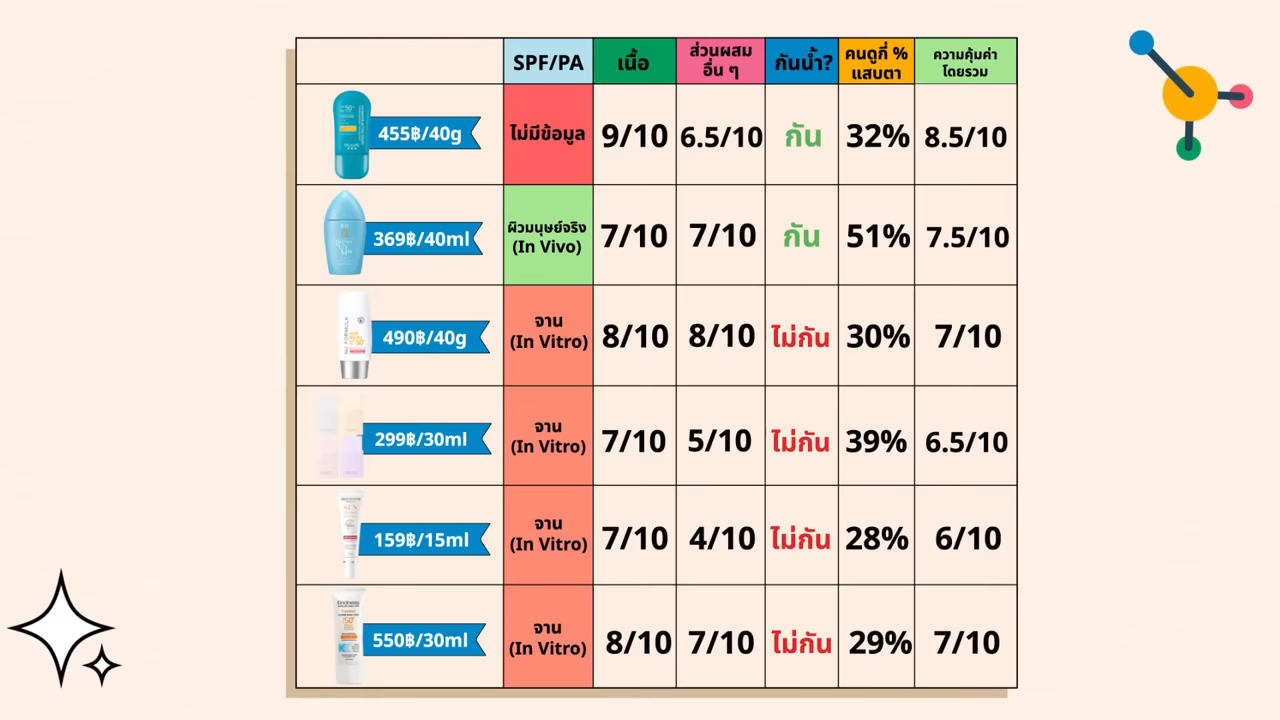 SPF/PA
เนื้อ
ส่วนผสม
อื่น ๆ
กันน้ำ?
คนดูกี่ %
แสบตา
ความคุ้มค่า
โดยรวม
455฿/40g
ไม่มีข้อมูล
9/10
6.5/10
กัน
32%
8.5/10
369฿/40ml
ผิวมนุษย์จริง
(In Vivo)
7/10
7/10
กัน
51%
7.5/10
490฿/40g
จาน
(In Vitro)
8/10
8/10
ไม่กัน
30%
7/10
299฿/30ml
จาน
(In Vitro)
7/10
5/10
ไม่กัน
39%
6.5/10
159฿/15ml
จาน
(In Vitro)
7/10
4/10
ไม่กัน
28%
6/10
550฿/30ml
จาน
(In Vitro)
8/10
7/10
ไม่กัน
29%
7/10